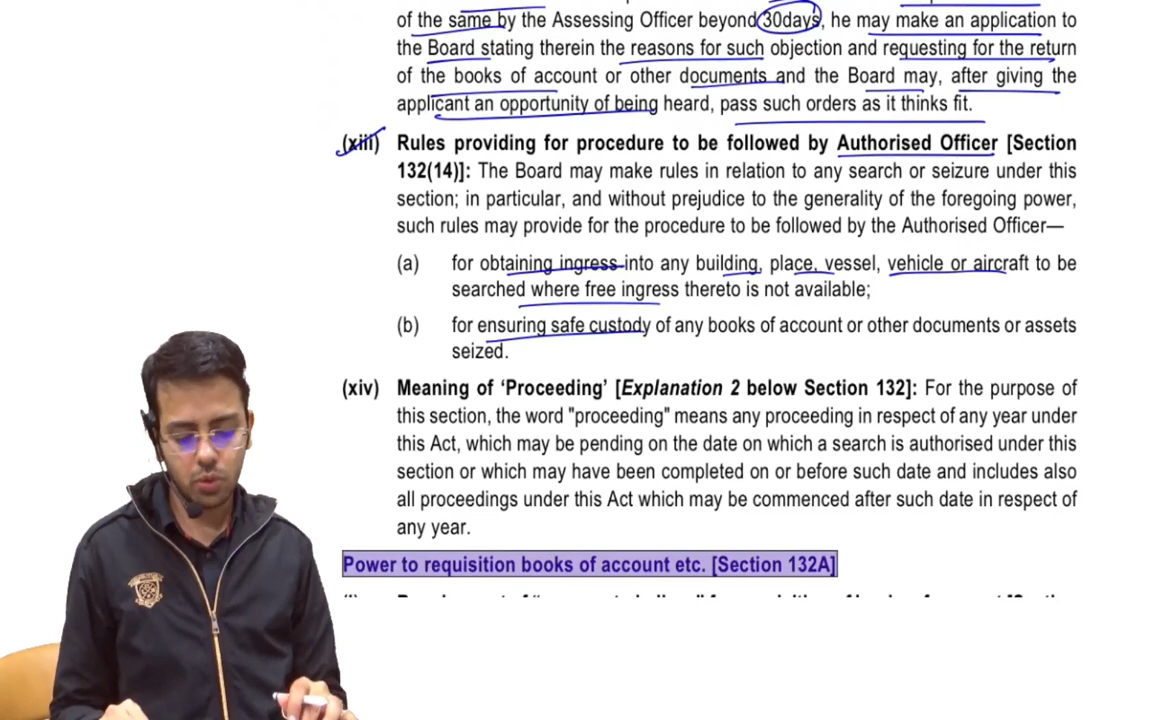 of the same by the Assessing Officer beyond 30days, he may make an application to
the Board stating therein the reasons for such objection and requesting for the return
of the books of account or other documents and the Board may, after giving the
applicant an opportunity of being heard, pass such orders as it thinks fit.
(xiii) Rules providing for procedure to be followed by Authorised Officer [Section
132(14)]: The Board may make rules in relation to any search or seizure under this
section; in particular, and without prejudice to the generality of the foregoing power,
such rules may provide for the procedure to be followed by the Authorised Officer—
(a) for obtaining ingress into any building, place, vessel, vehicle or aircraft to be
searched where free ingress thereto is not available;
(b) for ensuring safe custody of any books of account or other documents or assets
seized.
(xiv) Meaning of ‘Proceeding’ [Explanation 2 below Section 132]: For the purpose of
this section, the word "proceeding" means any proceeding in respect of any year under
this Act, which may be pending on the date on which a search is authorised under this
section or which may have been completed on or before such date and includes also
all proceedings under this Act which may be commenced after such date in respect of
any year.
Power to requisition books of account etc. [Section 132A]